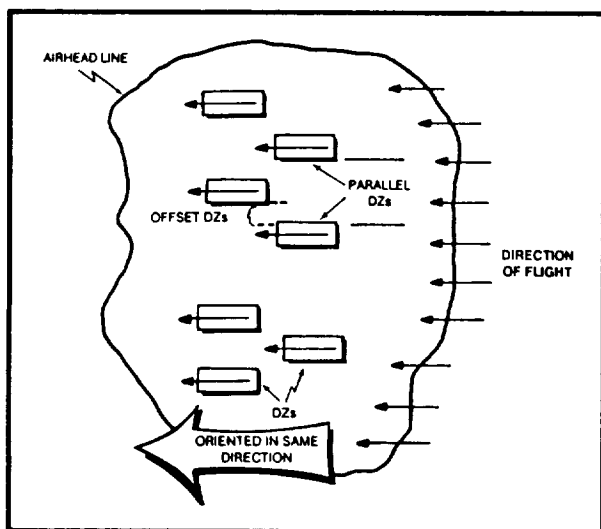 AIRHEAD LINE
PARALLEL
DZs
OFFSET DZs
DIRECTION
OF FLIGHT
DZs
ORIENTED IN SAME
DIRECTION